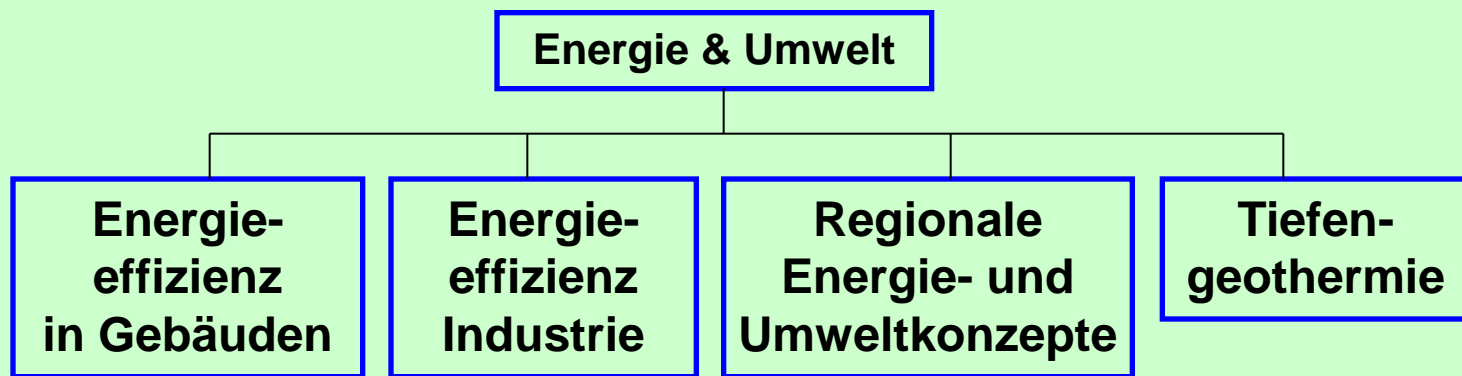 Energie & Umwelt
Energie-
effizienz
in Gebäuden
Energie-
effizienz
Industrie
Regionale
Energie- und
Umweltkonzepte
Tiefen-
geothermie